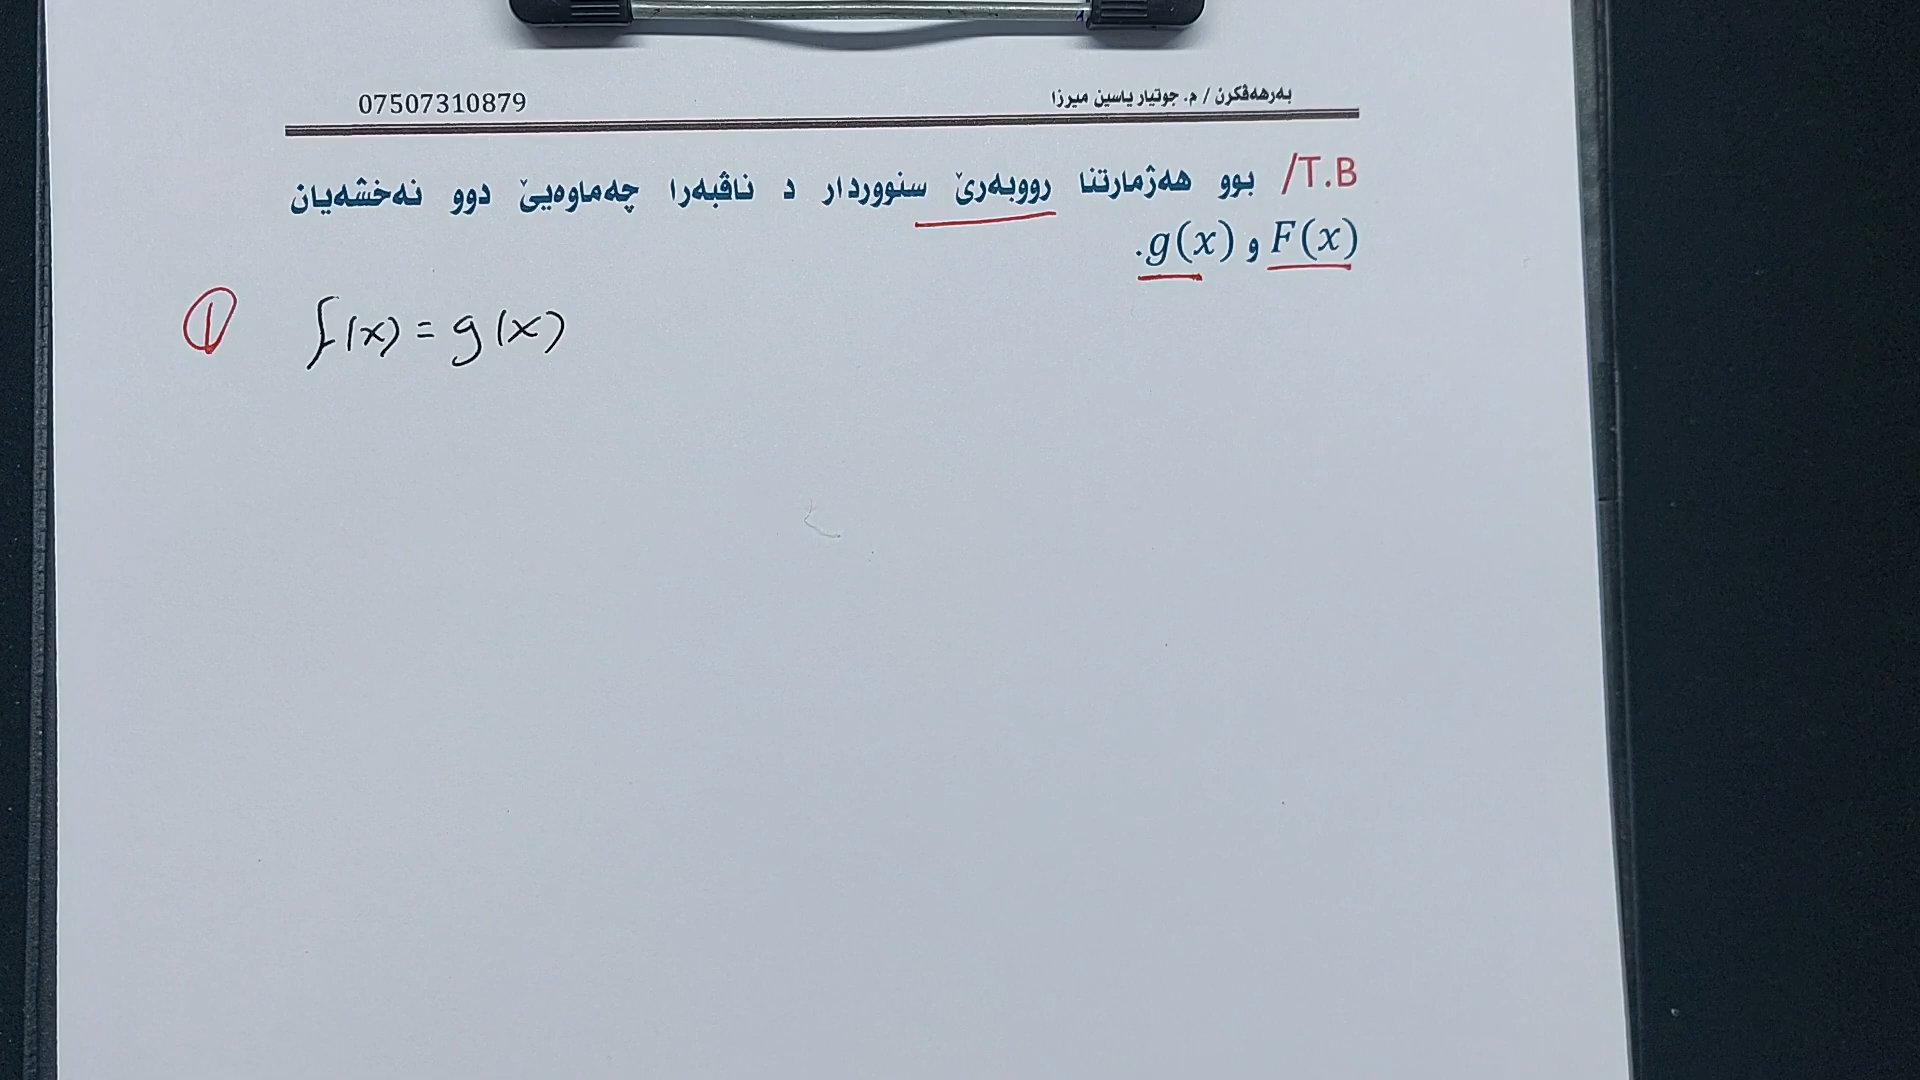 بەرهەڤکرن / م. جوتیار یاسین میرزا 07507310879
T.B/ بوو هەژمارتنا رووبەرێ سنووردار د ناڤبەرا چەماوەیێ دوو نەخشەیان
F(x) و g(x).
① f(x) = g(x)